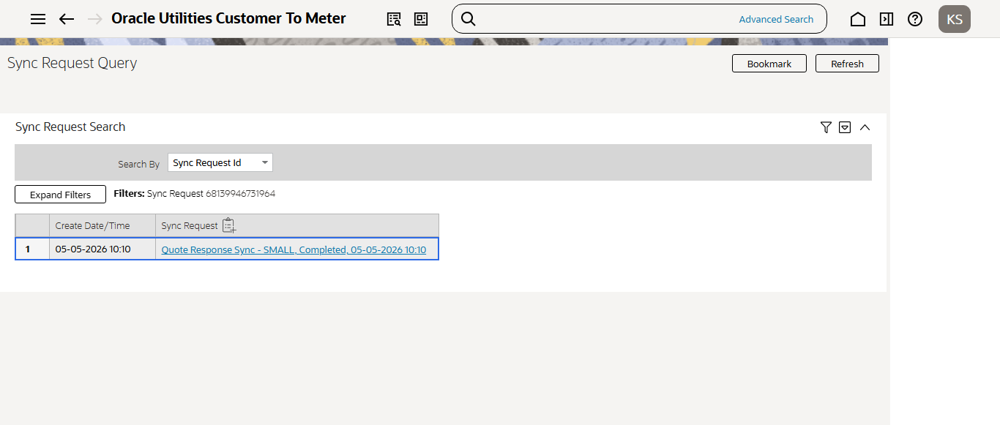 Oracle Utilities Customer To Meter
Advanced Search
KS
Sync Request Query
Bookmark
Refresh
Sync Request Search
Search By
Sync Request Id
Expand Filters
Filters: Sync Request 68139946731964
Create Date/Time
Sync Request
1
05-05-2026 10:10
Quote Response Sync - SMALL, Completed, 05-05-2026 10:10